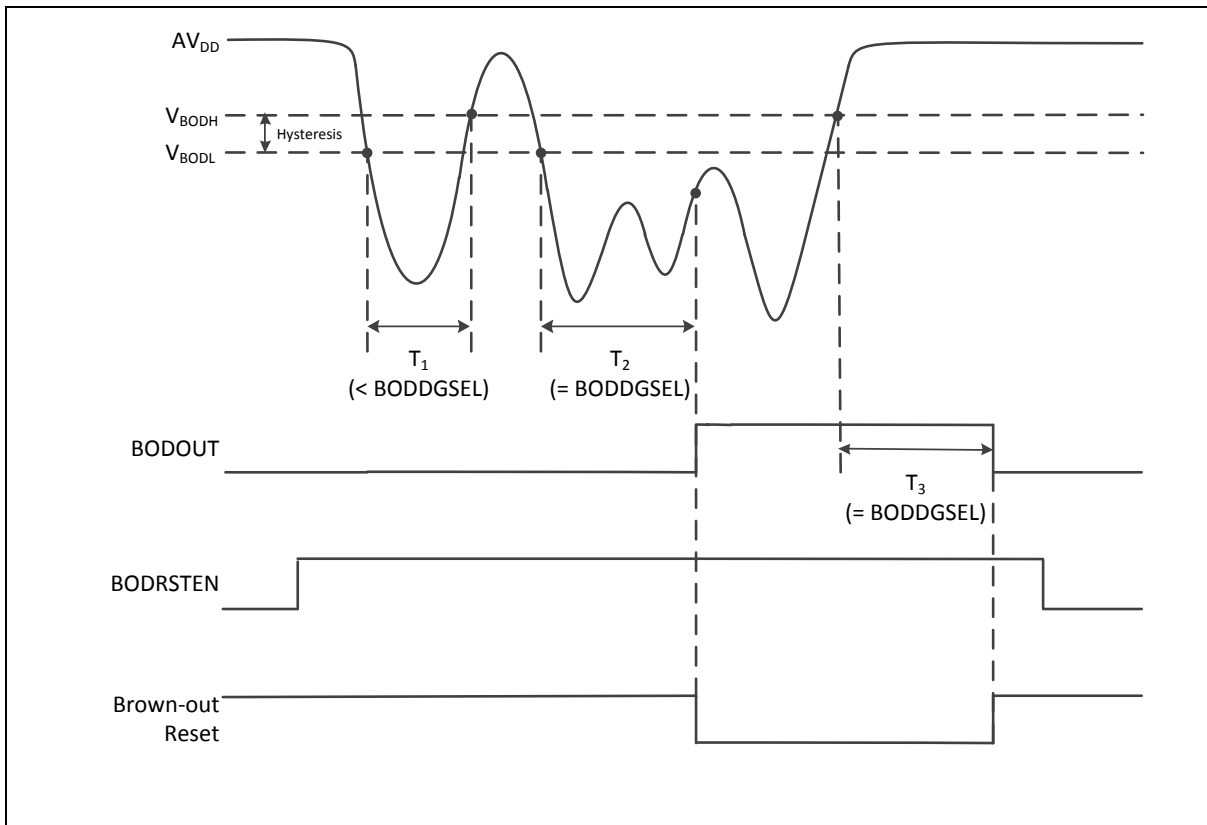 AVDD
VBODH
Hysteresis
VBODL
T1
(< BODDGSEL)
T2
(= BODDGSEL)
BODOUT
T3
(= BODDGSEL)
BODRSTEN
Brown-out
Reset